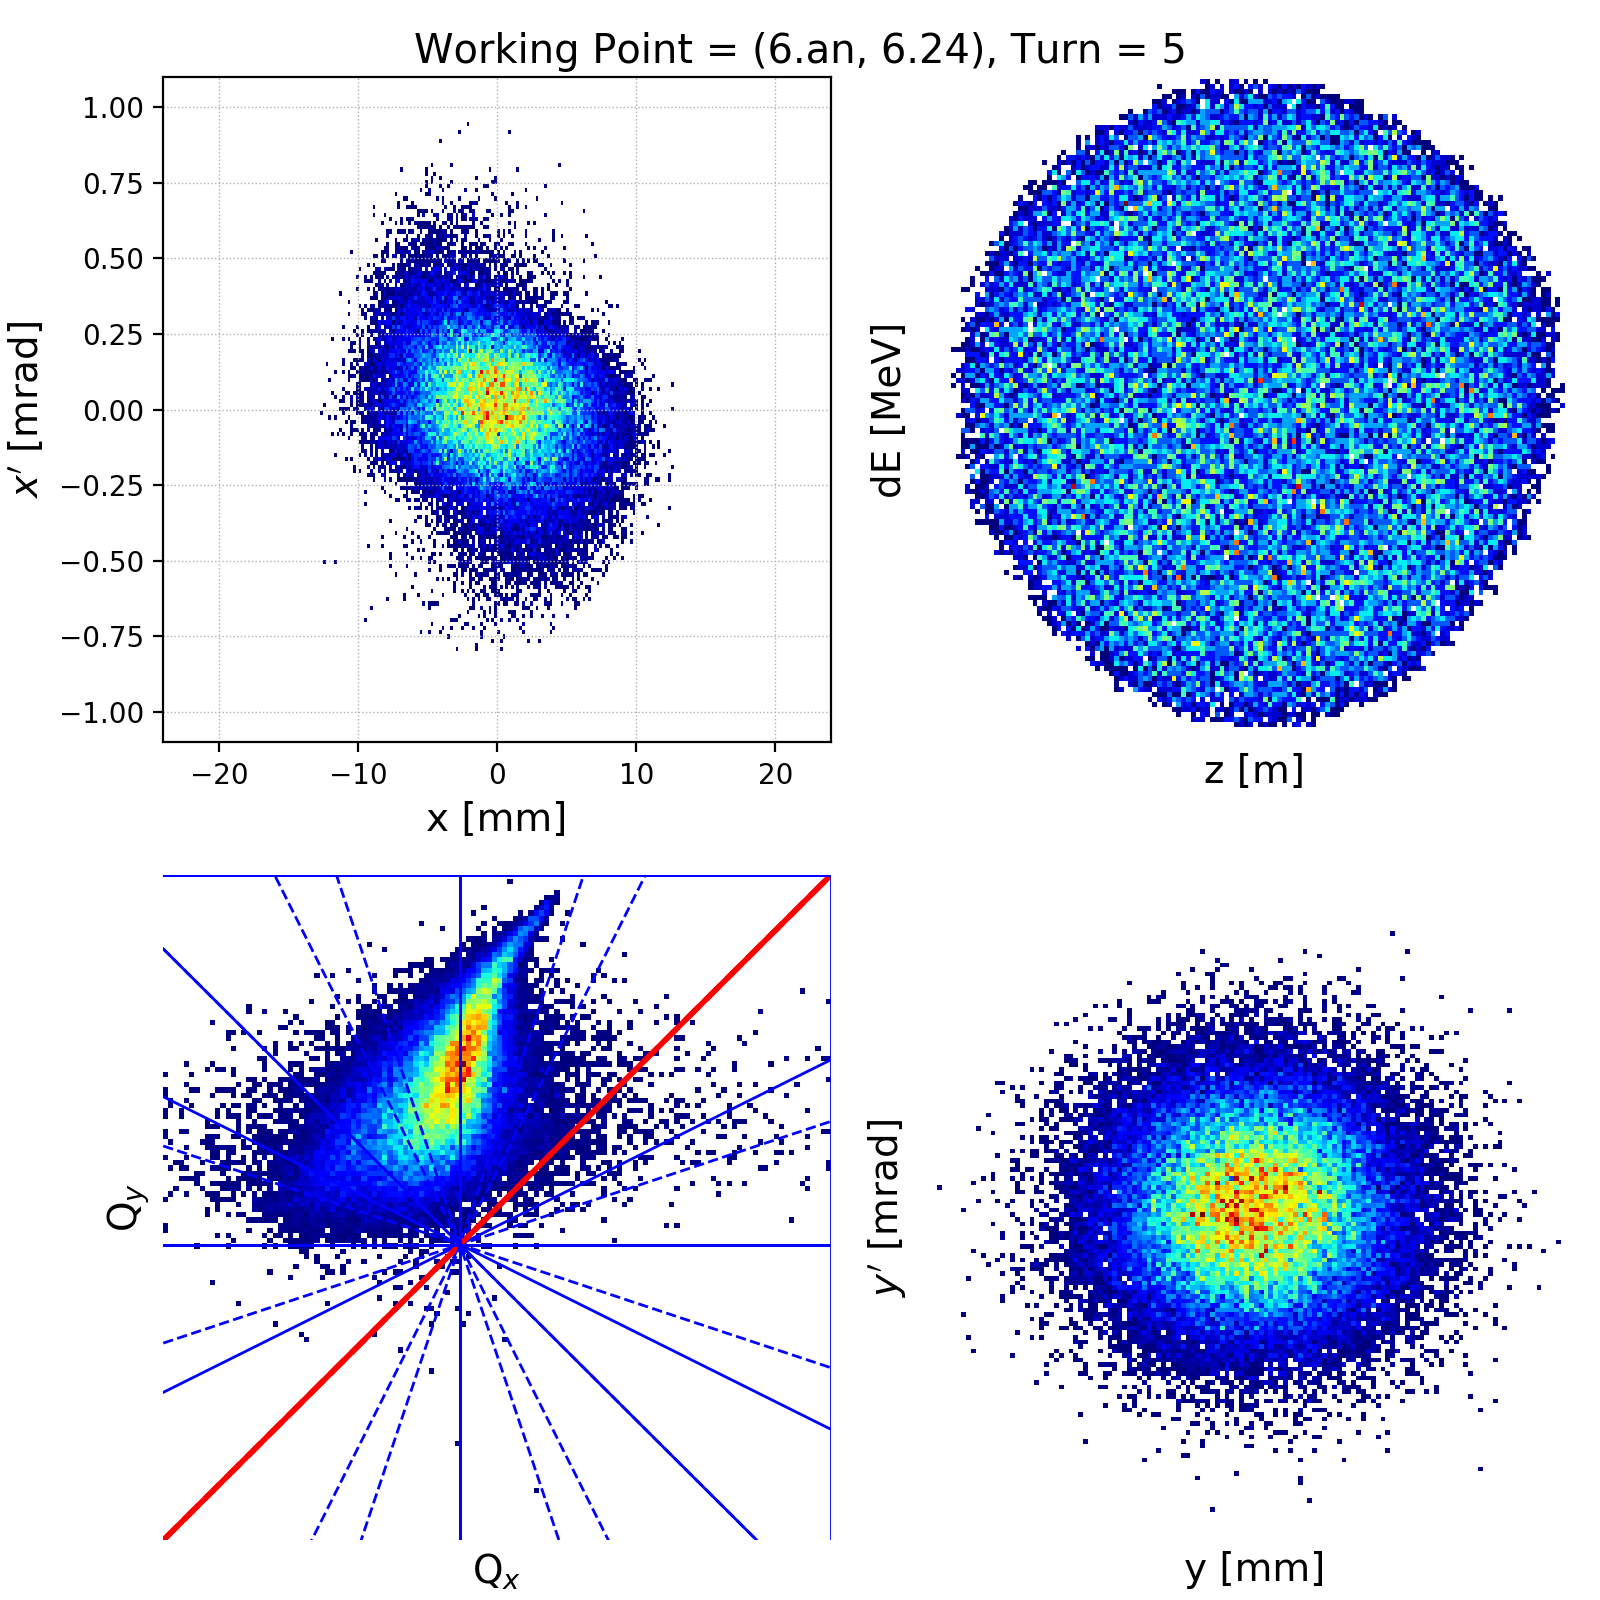 Working Point = (6.an, 6.24), Turn = 5
1.00
0.75
0.50
0.25
0.00
−0.25
−0.50
−0.75
−1.00
x′ [mrad]
−20 −10 0 10 20
x [mm]
dE [MeV]
z [m]
Qy
Qx
y′ [mrad]
y [mm]